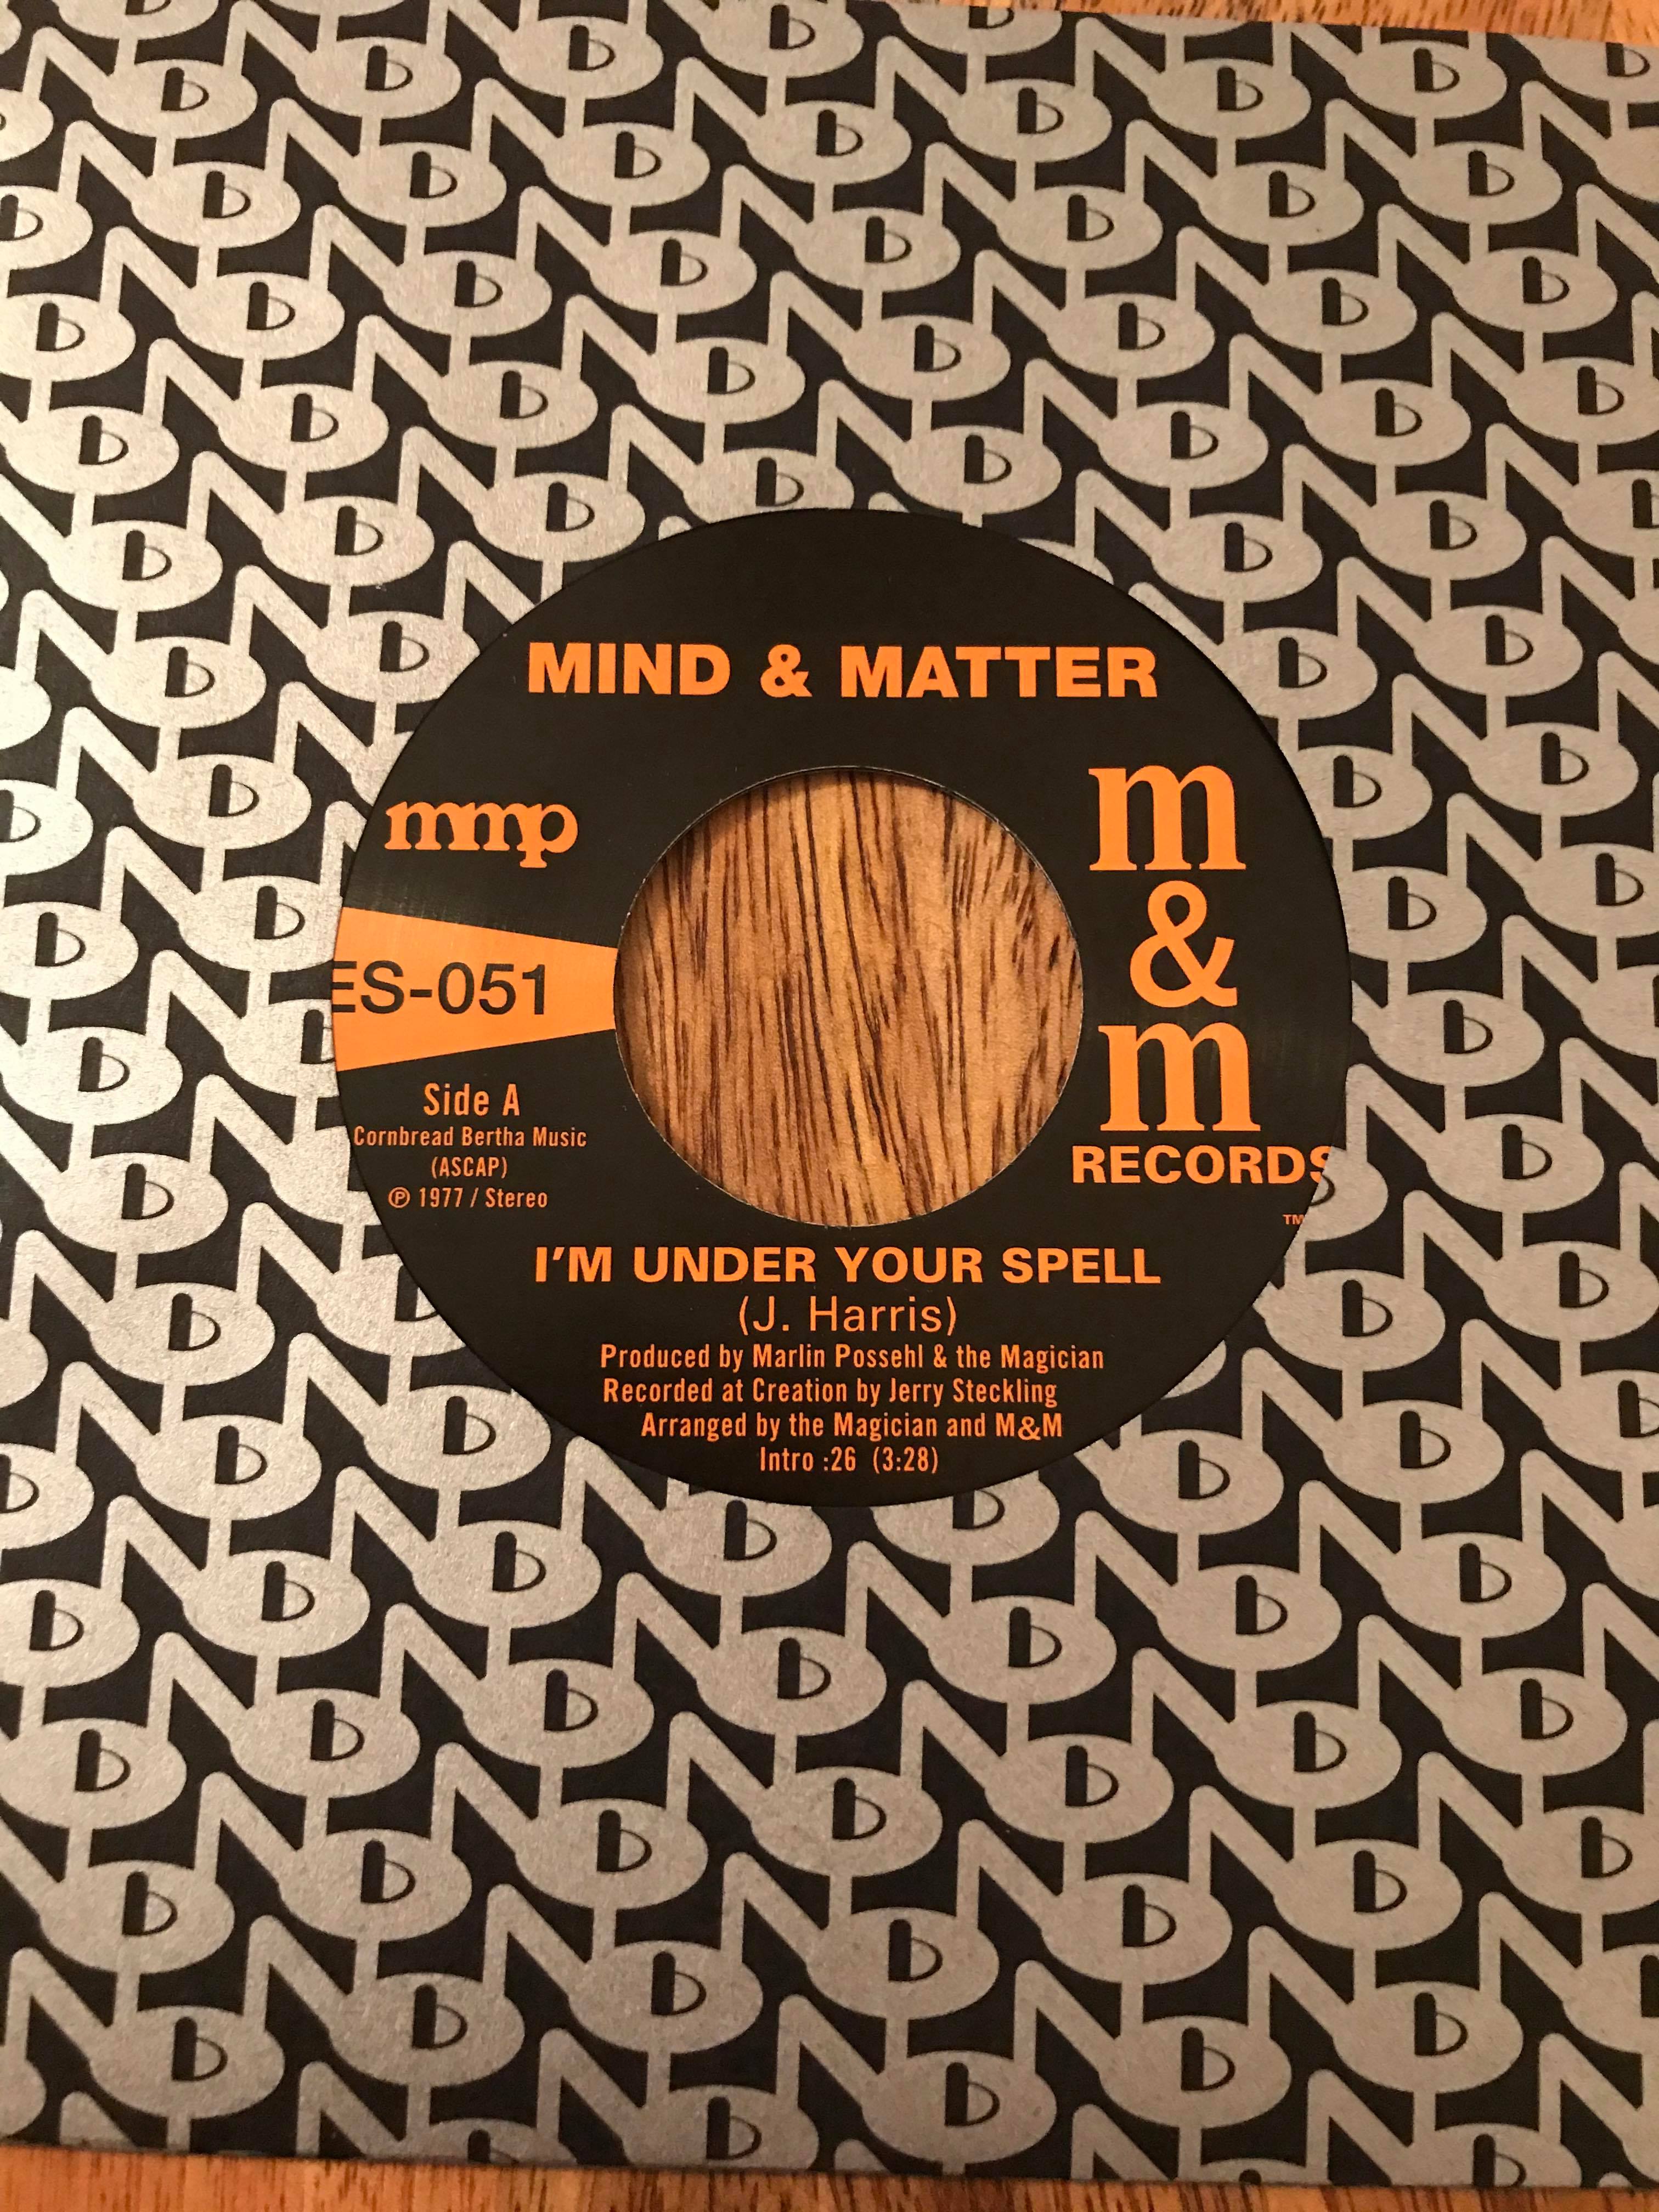 MIND & MATTER
mmp
m
&
m
RECORDS
TM
ES-051
Side A
Cornbread Bertha Music
(ASCAP)
℗ 1977 / Stereo
I'M UNDER YOUR SPELL
(J. Harris)
Produced by Marlin Possehl & the Magician
Recorded at Creation by Jerry Steckling
Arranged by the Magician and M&M
Intro :26 (3:28)